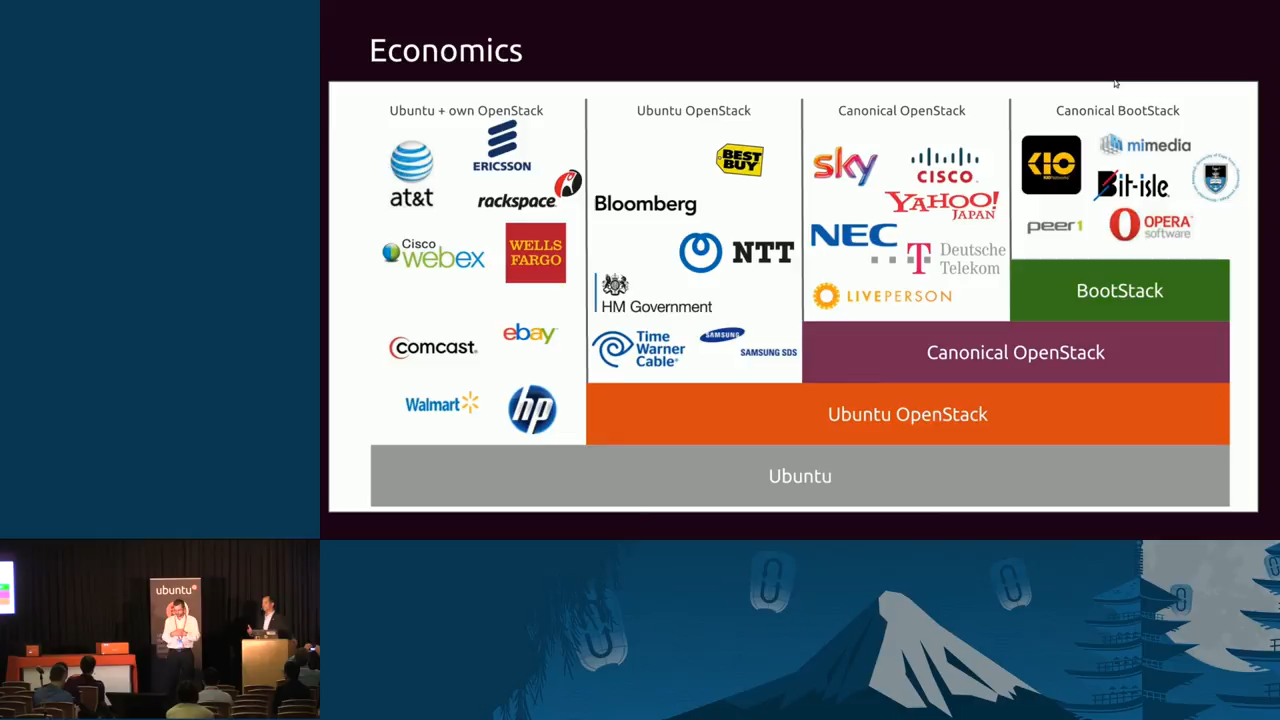 Economics
Ubuntu + own OpenStack
at&t
ERICSSON
rackspace
Cisco
webex
WELLS
FARGO
comcast
ebay
Walmart
hp
Ubuntu OpenStack
BEST
BUY
Bloomberg
NTT
HM Government
Time
Warner
Cable
SAMSUNG
SAMSUNG SDS
Canonical OpenStack
sky
CISCO
YAHOO!
JAPAN
NEC
T
Deutsche
Telekom
LIVEPERSON
Canonical BootStack
KIO
mimedia
Bit-isle
peer1
OPERA
software
BootStack
Canonical OpenStack
Ubuntu OpenStack
Ubuntu
ubuntu